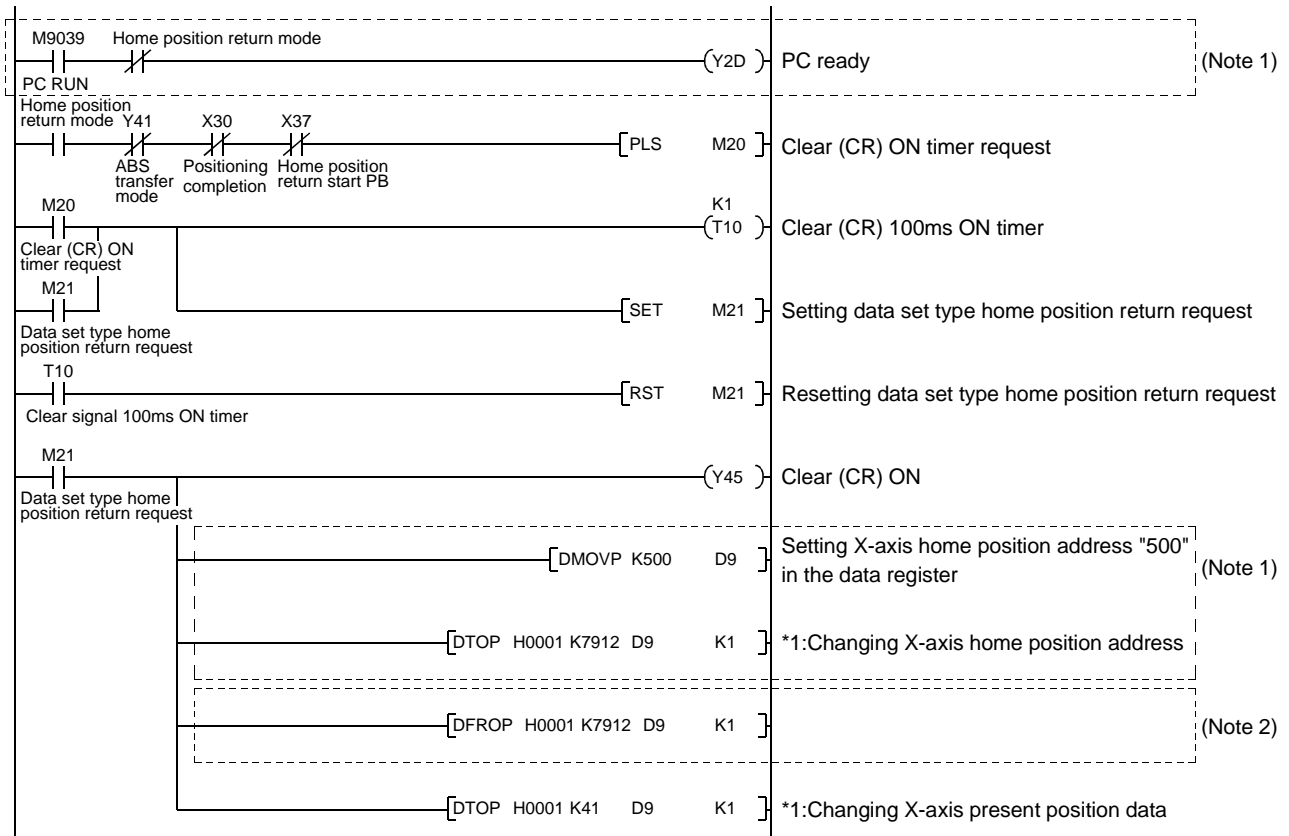 M9039 Home position return mode
Y2D PC ready (Note 1)
PC RUN
Home position
return mode Y41 X30 X37
PLS M20 Clear (CR) ON timer request
ABS Positioning Home position
transfer completion return start PB
mode
M20 K1
T10 Clear (CR) 100ms ON timer
Clear (CR) ON
timer request
M21
SET M21 Setting data set type home position return request
Data set type home
position return request
T10
RST M21 Resetting data set type home position return request
Clear signal 100ms ON timer
M21
Y45 Clear (CR) ON
Data set type home
position return request
DMOVP K500 D9 Setting X-axis home position address "500"
in the data register (Note 1)
DTOP H0001 K7912 D9 K1 *1:Changing X-axis home position address
DFROP H0001 K7912 D9 K1 (Note 2)
DTOP H0001 K41 D9 K1 *1:Changing X-axis present position data